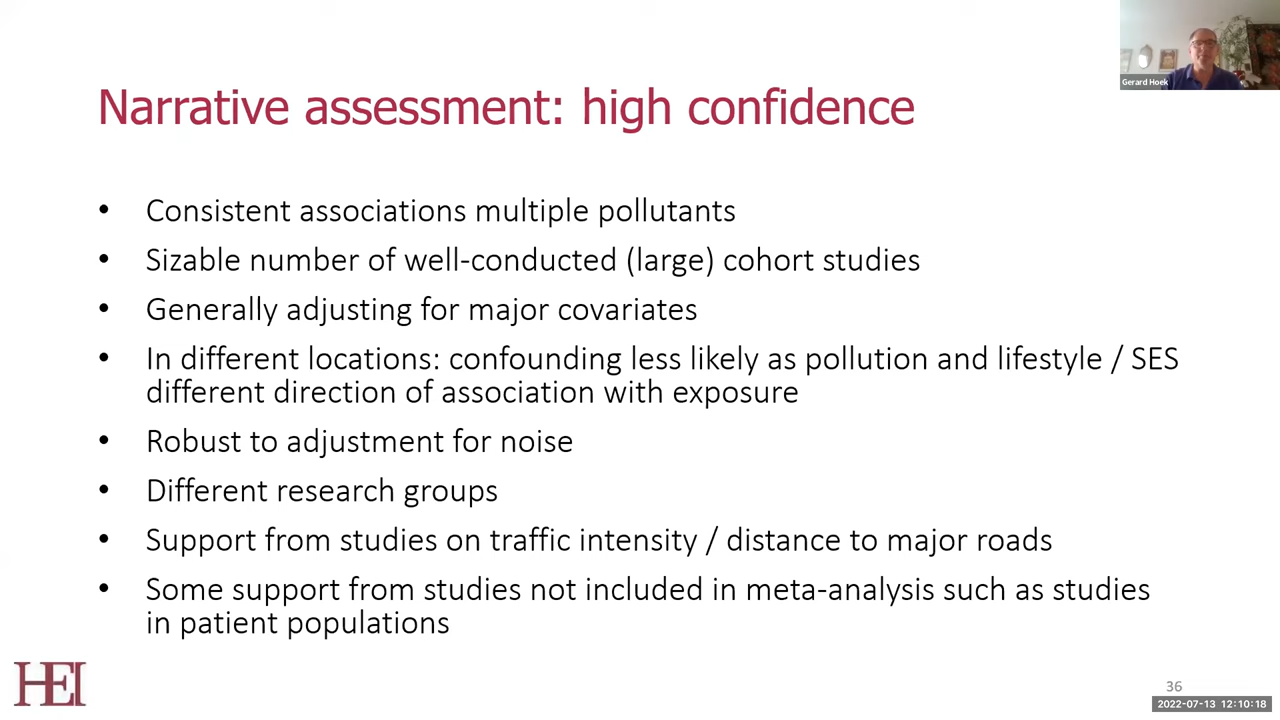 Gerard Hoek
Narrative assessment: high confidence
• Consistent associations multiple pollutants
• Sizable number of well-conducted (large) cohort studies
• Generally adjusting for major covariates
• In different locations: confounding less likely as pollution and lifestyle / SES
different direction of association with exposure
• Robust to adjustment for noise
• Different research groups
• Support from studies on traffic intensity / distance to major roads
• Some support from studies not included in meta-analysis such as studies
in patient populations
HEI
36
2022-07-13 12:10:18